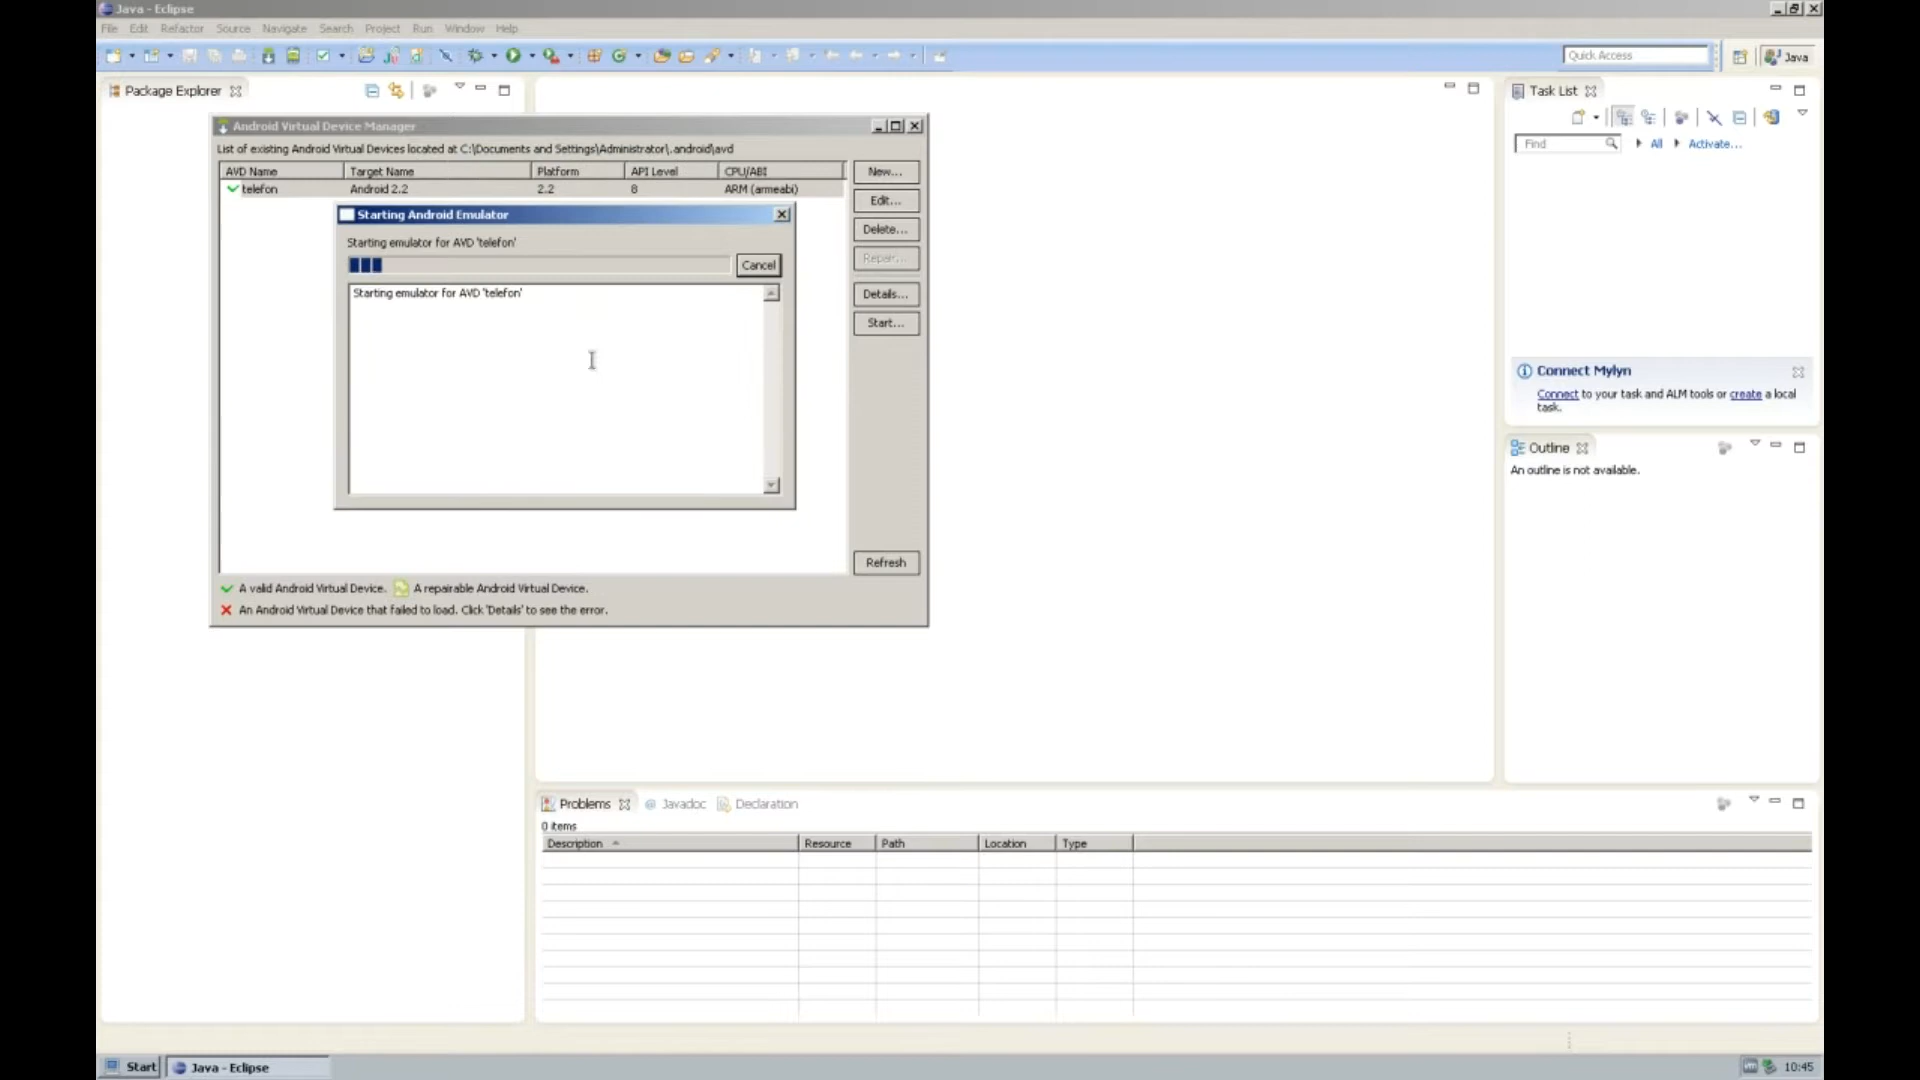 Java - Eclipse
File Edit Refactor Source Navigate Search Project Run Window Help
Quick Access
Java
Package Explorer
Task List
Find
All
Activate...
Android Virtual Device Manager
List of existing Android Virtual Devices located at C:\Documents and Settings\Administrator\.android\avd
AVD Name Target Name Platform API Level CPU/ABI
telefon Android 2.2 2.2 8 ARM (armeabi)
New...
Edit...
Delete...
Repair...
Details...
Start...
Refresh
Starting Android Emulator
Starting emulator for AVD 'telefon'
Cancel
Starting emulator for AVD 'telefon'
A valid Android Virtual Device. A repairable Android Virtual Device.
An Android Virtual Device that failed to load. Click 'Details' to see the error.
Connect Mylyn
Connect to your task and ALM tools or create a local
task.
Outline
An outline is not available.
Problems Javadoc Declaration
0 items
Description Resource Path Location Type
Start
Java - Eclipse
10:45